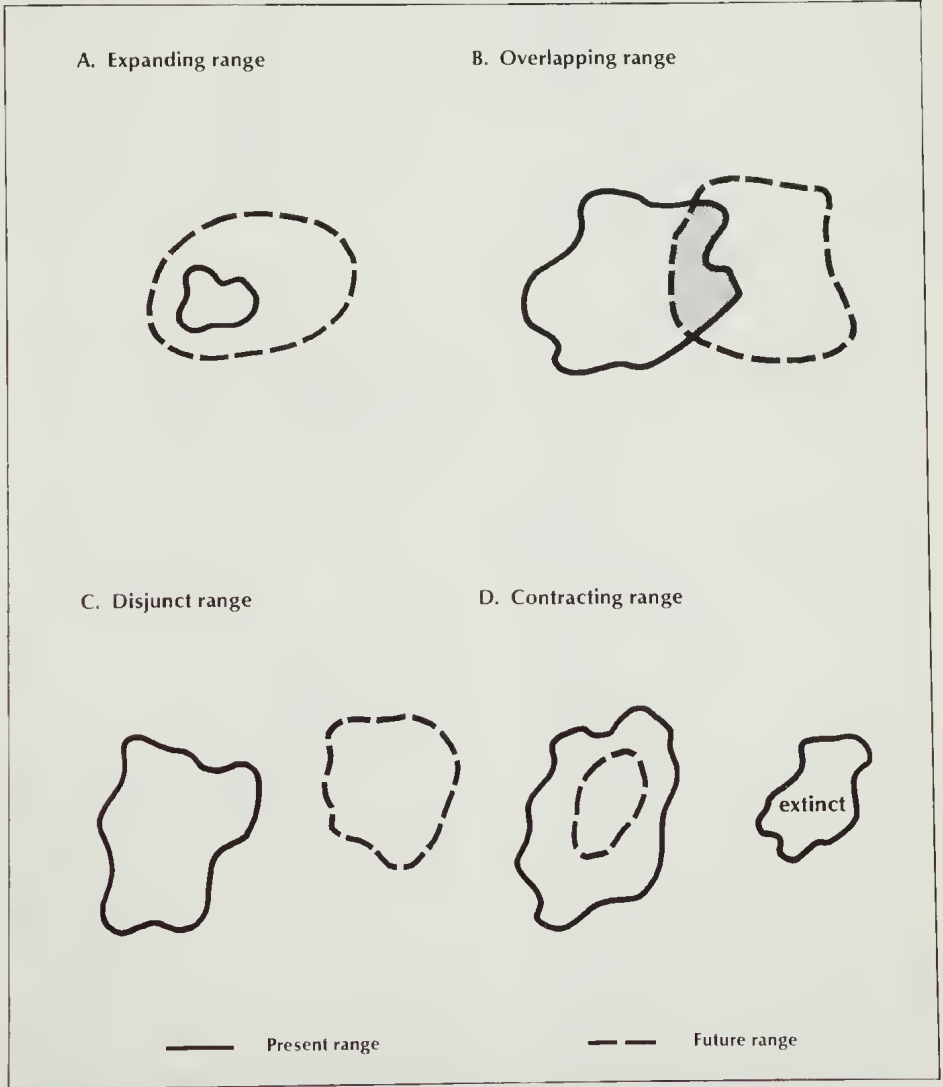 A. Expanding range
B. Overlapping range
C. Disjunct range
D. Contracting range
extinct
Present range
Future range